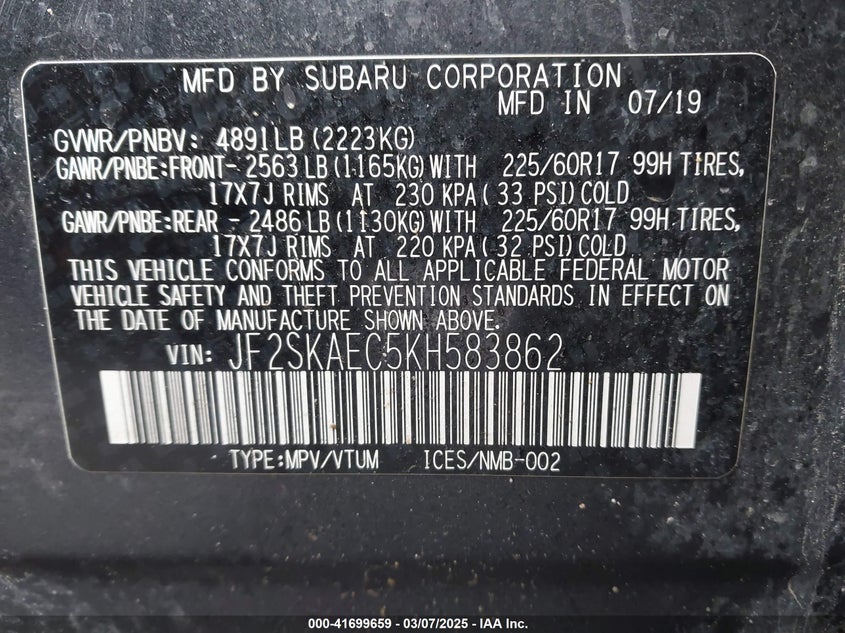 MFD BY SUBARU CORPORATION
MFD IN 07/19
GVWR/PNBV: 4891LB (2223KG)
GAWR/PNBE:FRONT- 2563 LB (1165KG) WITH 225/60R17 99H TIRES,
17X7J RIMS AT 230 KPA( 33 PSI) COLD
GAWR/PNBE:REAR - 2486 LB (1130KG) WITH 225/60R17 99H TIRES,
17X7J RIMS AT 220 KPA( 32 PSI) COLD
THIS VEHICLE CONFORMS TO ALL APPLICABLE FEDERAL MOTOR
VEHICLE SAFETY AND THEFT PREVENTION STANDARDS IN EFFECT ON
THE DATE OF MANUFACTURE SHOWN ABOVE.
VIN: JF2SKAEC5KH583862
TYPE:MPV/VTUM ICES/NMB-002
000-41699659 - 03/07/2025 - IAA Inc.